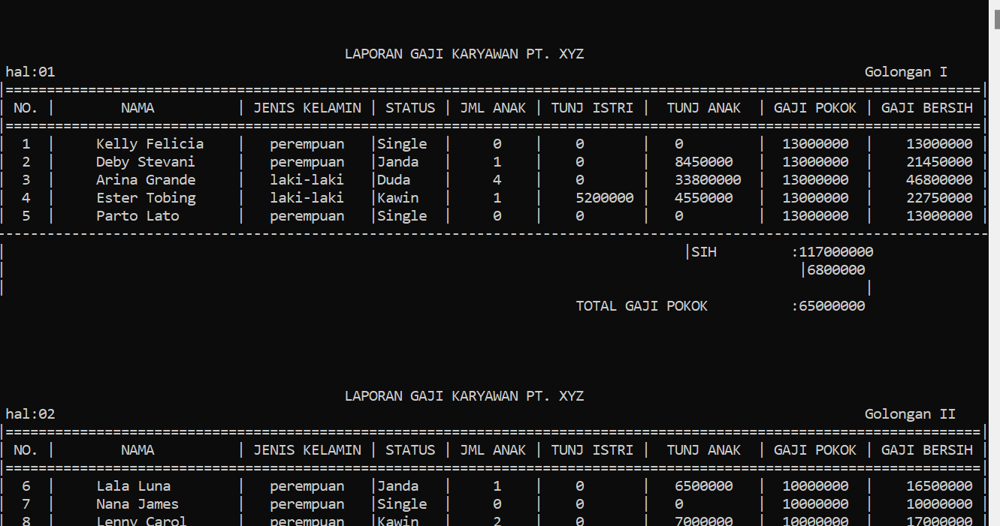 LAPORAN GAJI KARYAWAN PT. XYZ
hal:01 Golongan I
|======================================================================================================================|
| NO. | NAMA | JENIS KELAMIN | STATUS | JML ANAK | TUNJ ISTRI | TUNJ ANAK | GAJI POKOK | GAJI BERSIH |
|======================================================================================================================|
| 1 | Kelly Felicia | perempuan |Single | 0 | 0 | 0 | 13000000 | 13000000 |
| 2 | Deby Stevani | perempuan |Janda | 1 | 0 | 8450000 | 13000000 | 21450000 |
| 3 | Arina Grande | laki-laki |Duda | 4 | 0 | 33800000 | 13000000 | 46800000 |
| 4 | Ester Tobing | laki-laki |Kawin | 1 | 5200000 | 4550000 | 13000000 | 22750000 |
| 5 | Parto Lato | perempuan |Single | 0 | 0 | 0 | 13000000 | 13000000 |
------------------------------------------------------------------------------------------------------------------------
| |SIH :117000000
| |6800000
| |
TOTAL GAJI POKOK :65000000
LAPORAN GAJI KARYAWAN PT. XYZ
hal:02 Golongan II
|======================================================================================================================|
| NO. | NAMA | JENIS KELAMIN | STATUS | JML ANAK | TUNJ ISTRI | TUNJ ANAK | GAJI POKOK | GAJI BERSIH |
|======================================================================================================================|
| 6 | Lala Luna | perempuan |Janda | 1 | 0 | 6500000 | 10000000 | 16500000 |
| 7 | Nana James | perempuan |Single | 0 | 0 | 0 | 10000000 | 10000000 |
| 8 | Lenny Carol | perempuan |Kawin | 2 | 0 | 7000000 | 10000000 | 17000000 |